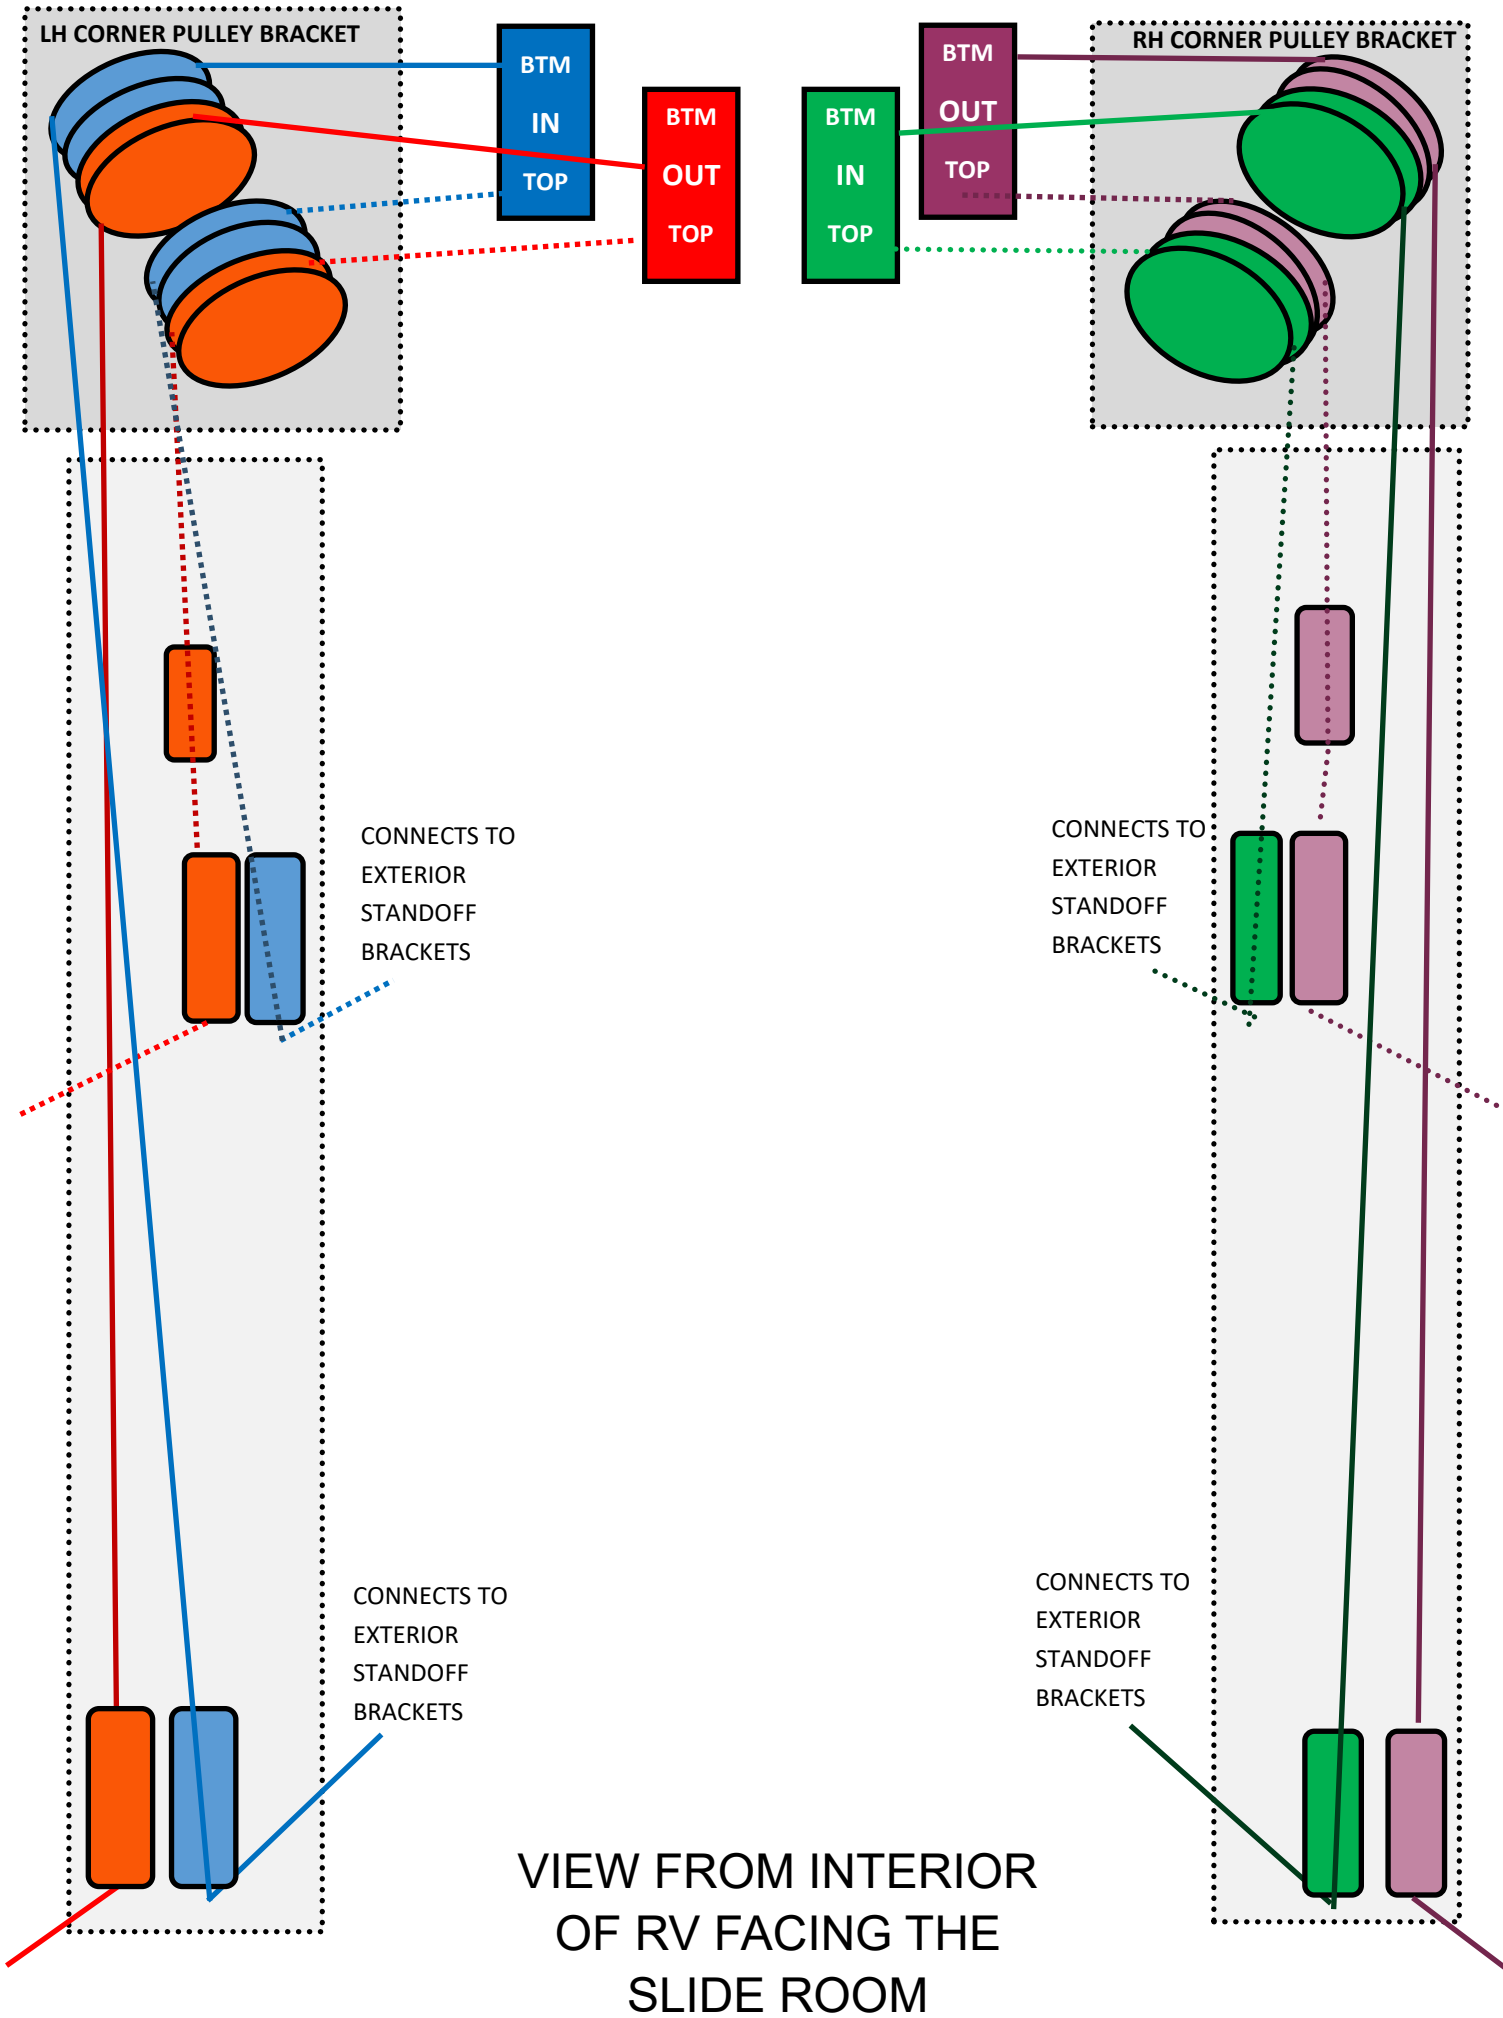 LH CORNER PULLEY BRACKET
BTM
IN
TOP
BTM
OUT
TOP
BTM
IN
TOP
BTM
OUT
TOP
RH CORNER PULLEY BRACKET
CONNECTS TO
EXTERIOR
STANDOFF
BRACKETS
CONNECTS TO
EXTERIOR
STANDOFF
BRACKETS
CONNECTS TO
EXTERIOR
STANDOFF
BRACKETS
CONNECTS TO
EXTERIOR
STANDOFF
BRACKETS
VIEW FROM INTERIOR
OF RV FACING THE
SLIDE ROOM